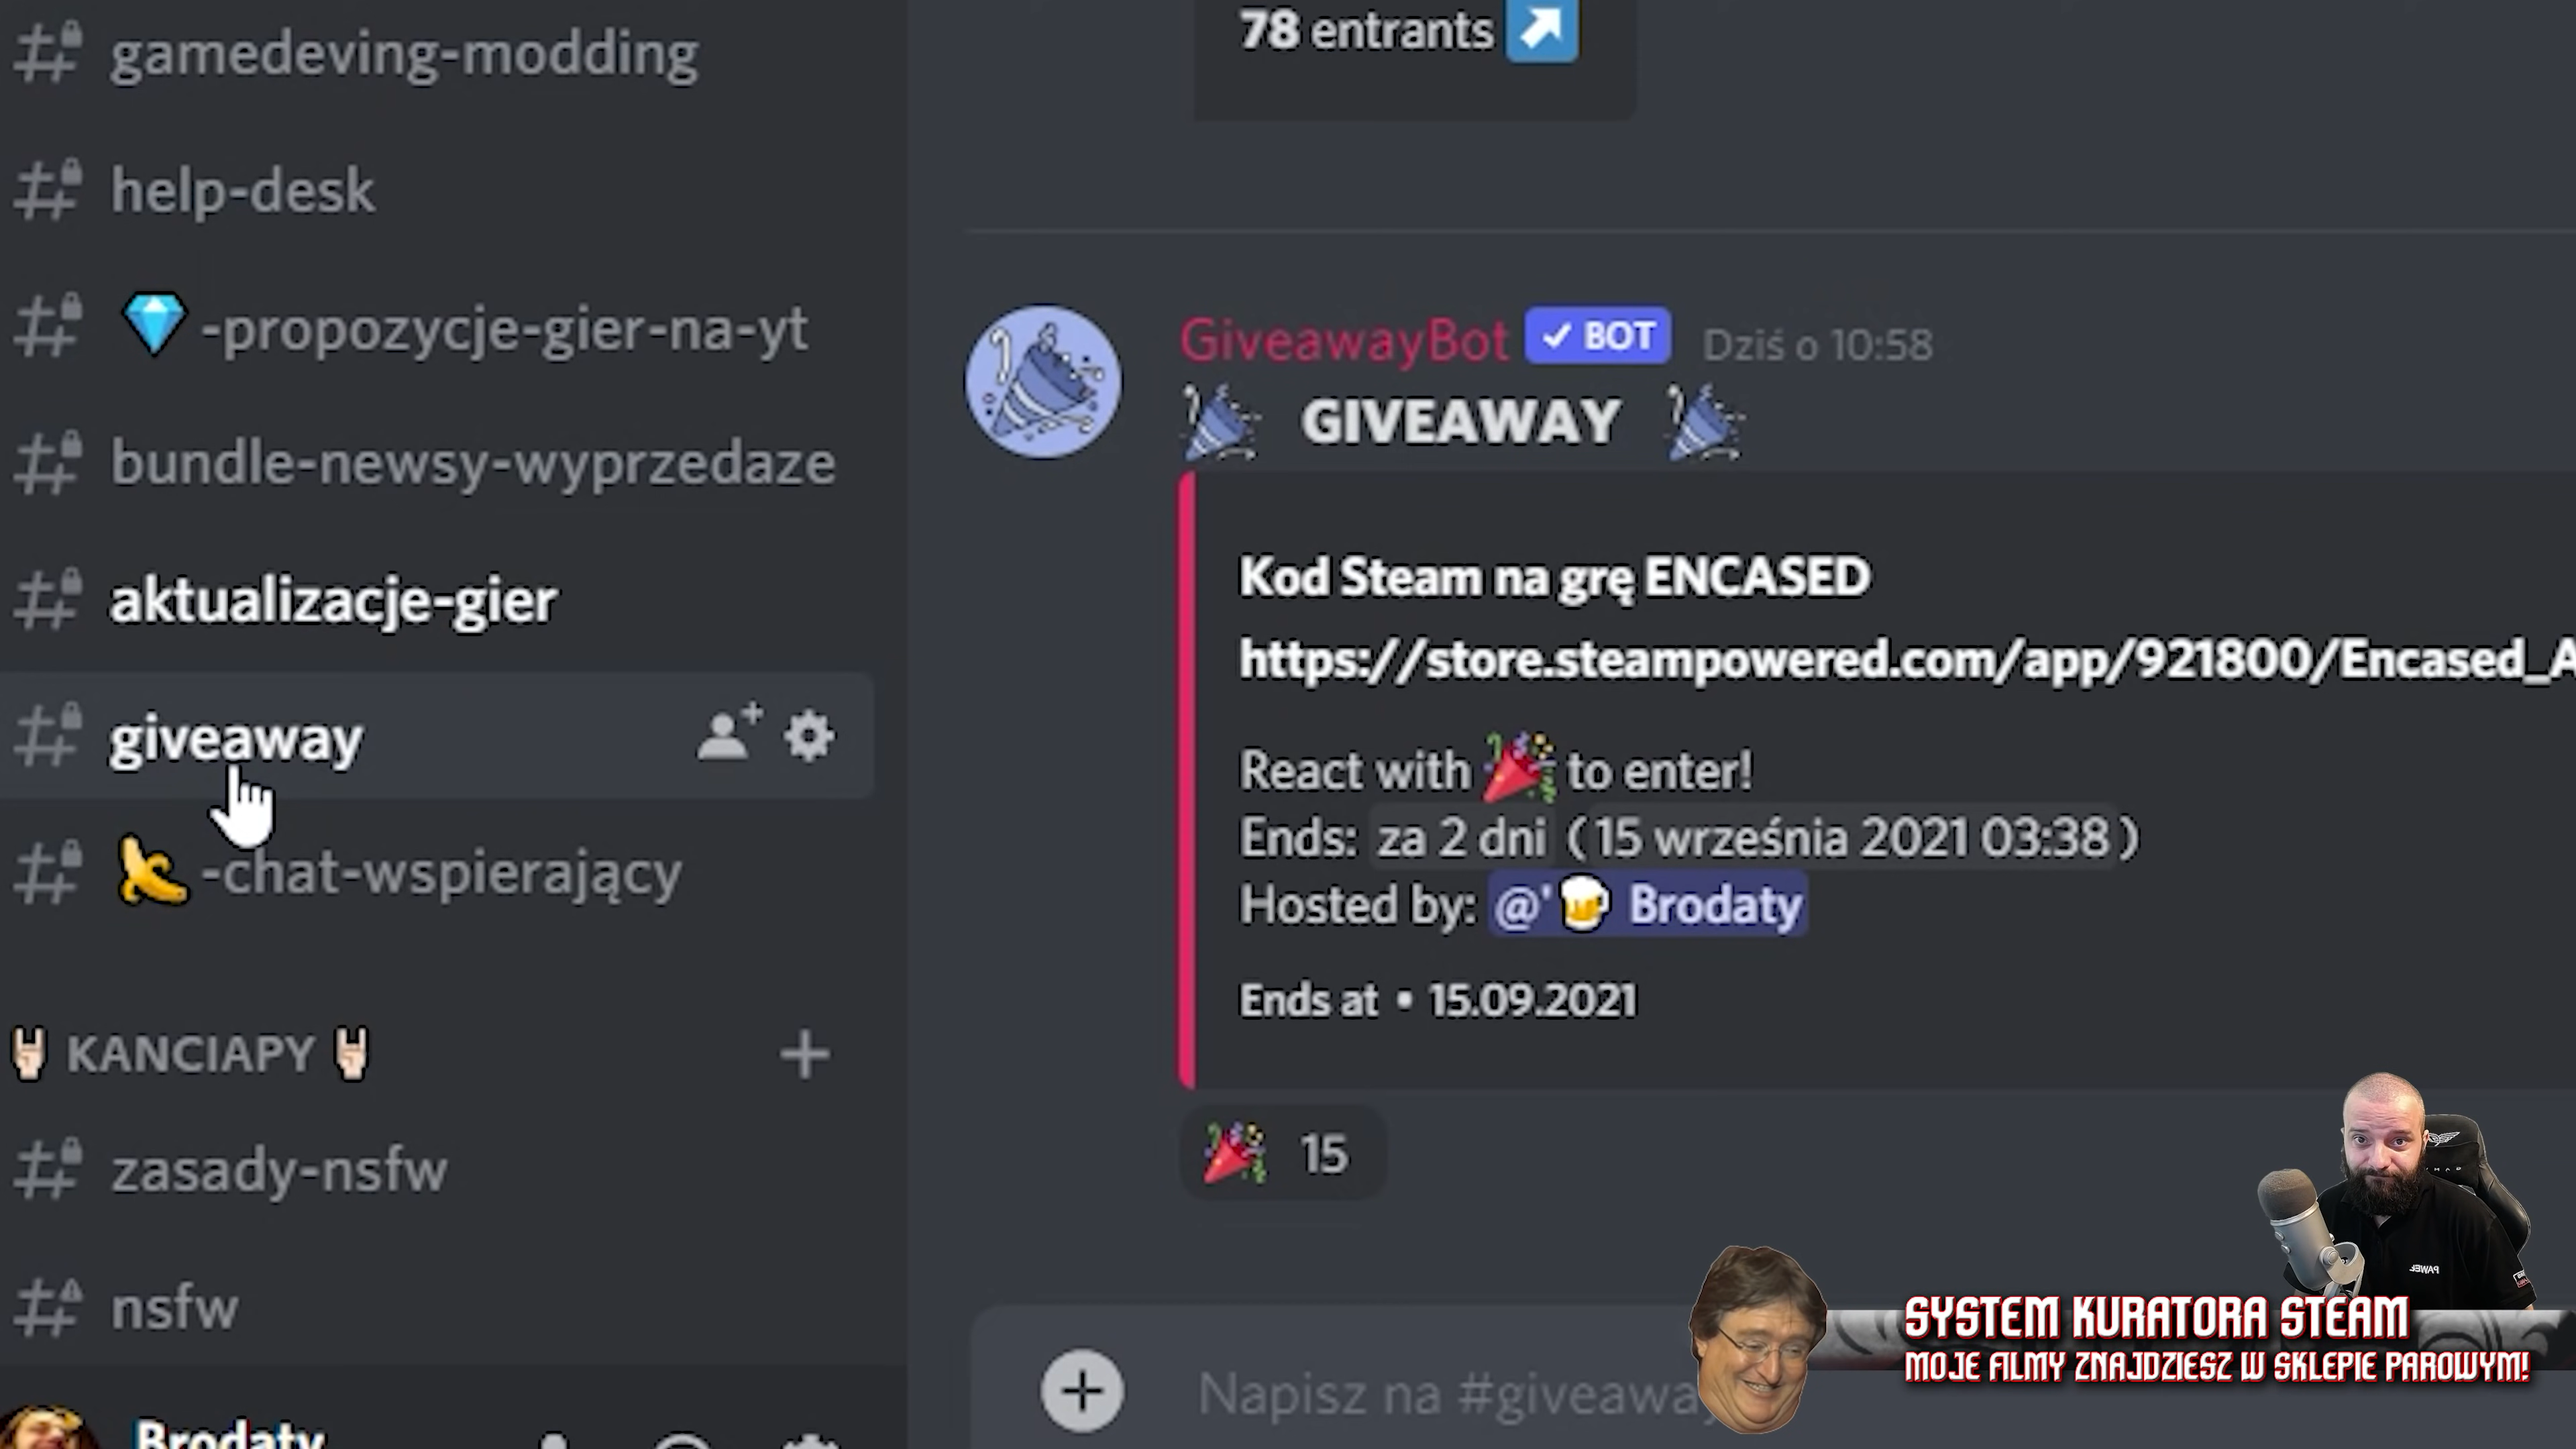 gamedeving-modding
help-desk
-propozycje-gier-na-yt
bundle-newsy-wyprzedaze
aktualizacje-gier
giveaway
-chat-wspierający
KANCIAPY
zasady-nsfw
nsfw
Brodaty
78 entrants
GiveawayBot ✓ BOT Dziś o 10:58
GIVEAWAY
Kod Steam na grę ENCASED
https://store.steampowered.com/app/921800/Encased_A
React with 🎉 to enter!
Ends: za 2 dni (15 września 2021 03:38)
Hosted by: @'🍺 Brodaty
Ends at • 15.09.2021
🎉 15
Napisz na #giveaway
SYSTEM KURATORA STEAM
MOJE FILMY ZNAJDZIESZ W SKLEPIE PAROWYM!